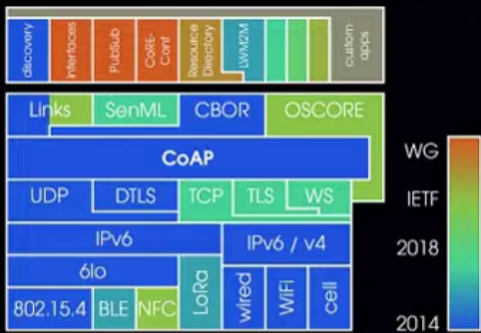 discovery
Interfaces
PubSub
CoRE-Conf
Resource Directory
LWM2M
custom apps
Links SenML CBOR OSCORE
CoAP
UDP DTLS TCP TLS WS
IPv6 IPv6 / v4
6lo
802.15.4 BLE NFC LoRa wired WiFi cell
WG
IETF
2018
2014